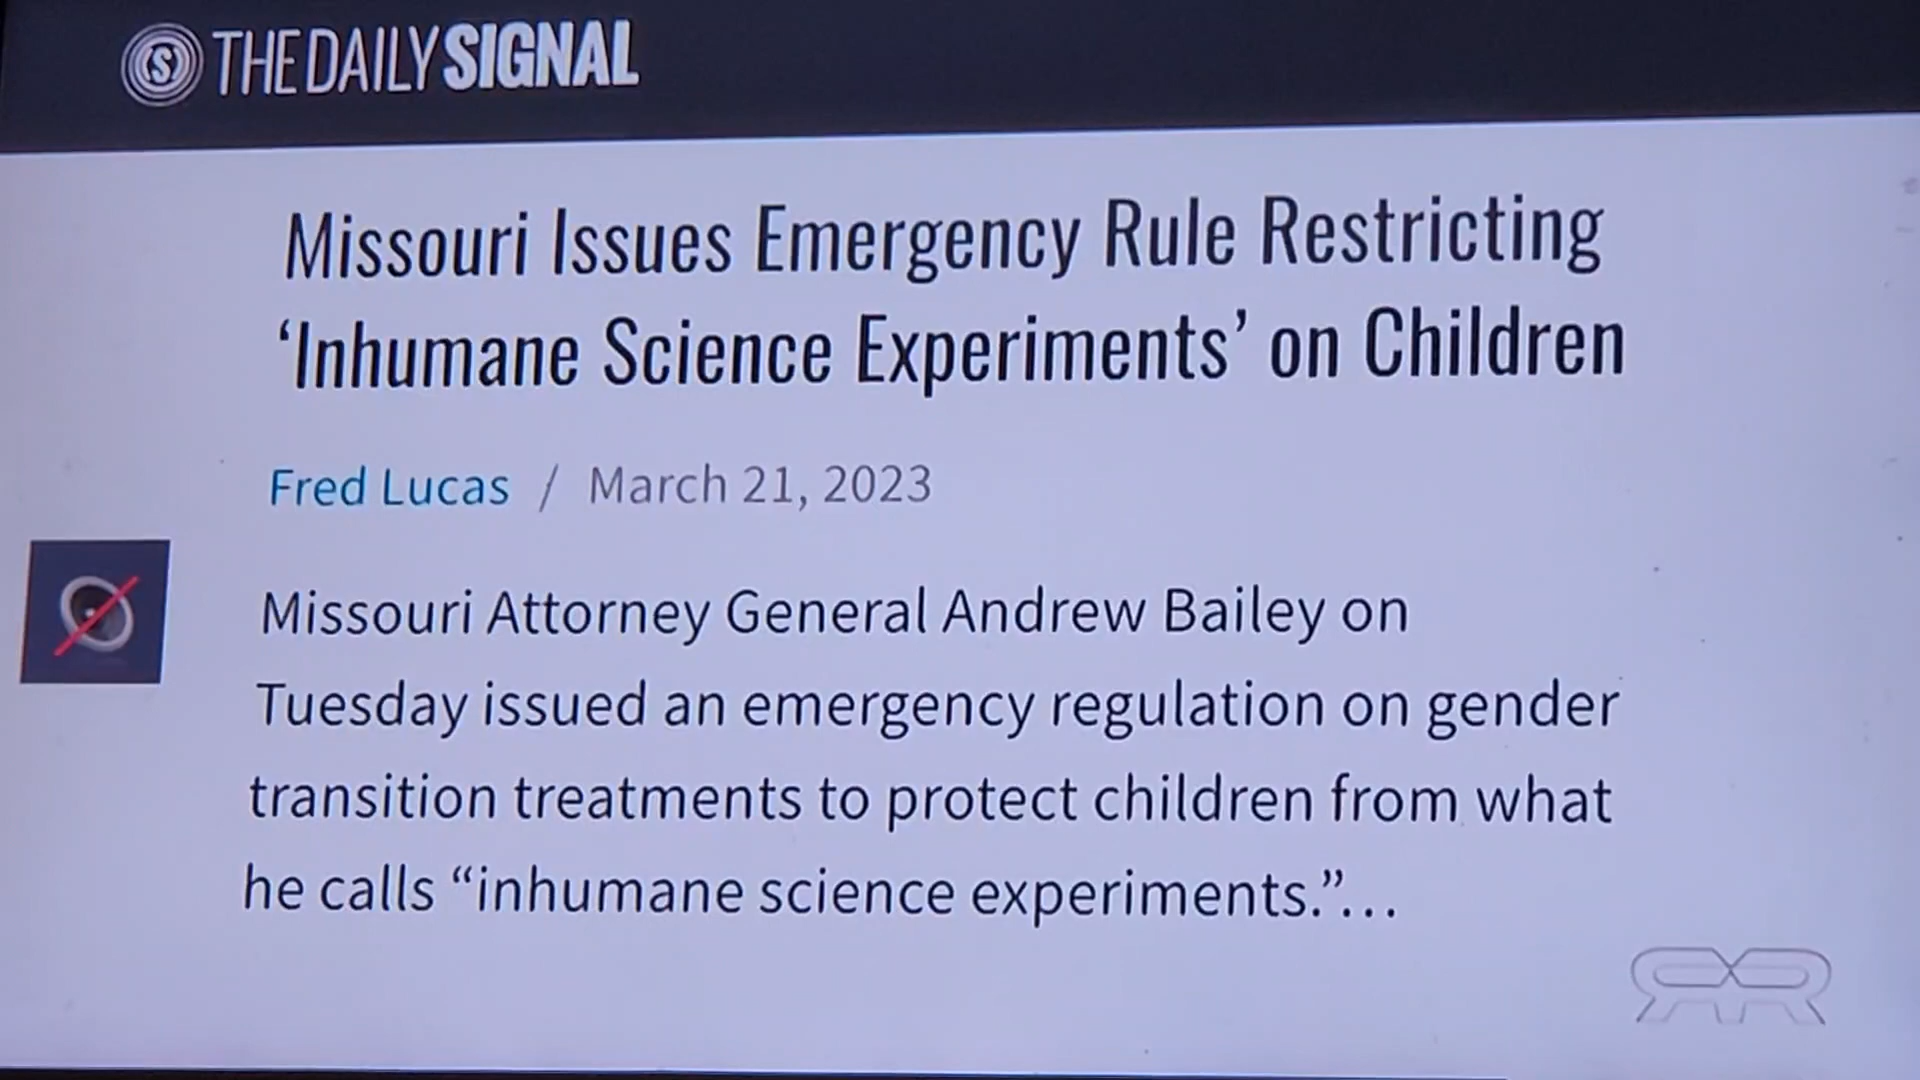 THE DAILY SIGNAL
Missouri Issues Emergency Rule Restricting
‘Inhumane Science Experiments’ on Children
Fred Lucas / March 21, 2023
Missouri Attorney General Andrew Bailey on
Tuesday issued an emergency regulation on gender
transition treatments to protect children from what
he calls “inhumane science experiments.”...